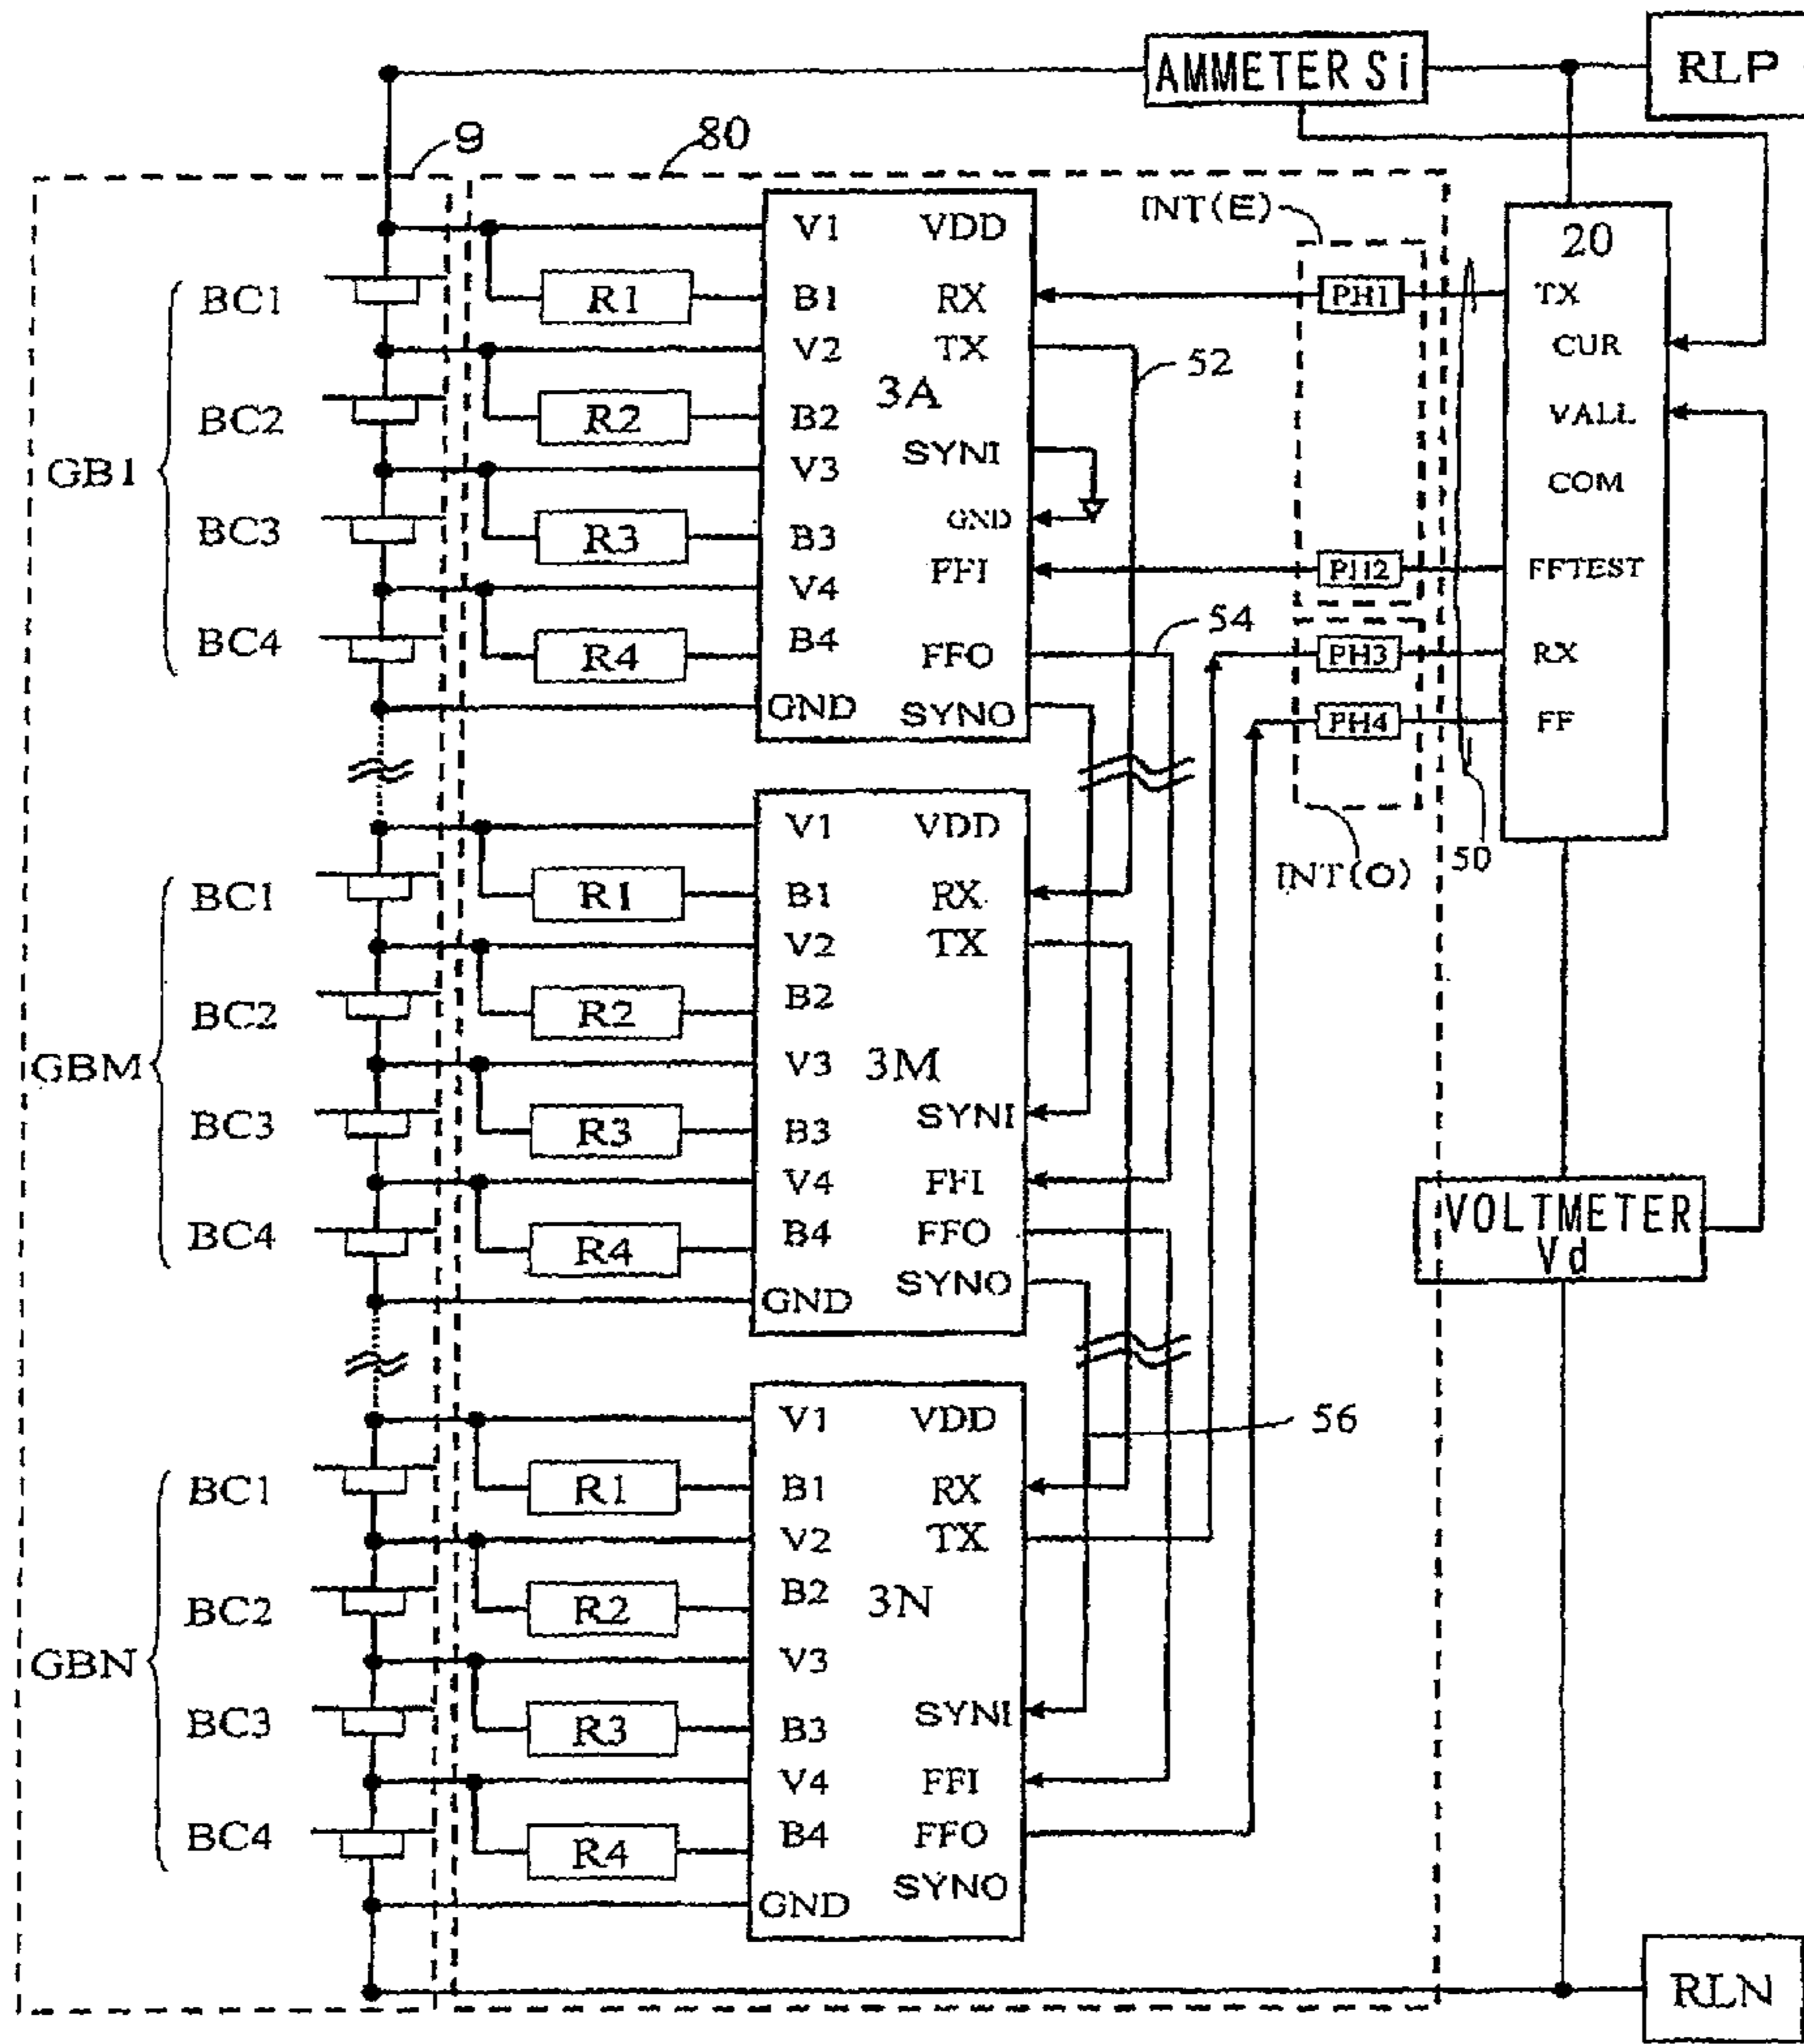 AMMETER Si
RLP
9
80
INT(E)
20
TX
CUR
VALL
COM
FFTEST
RX
FF
PH1
PH2
PH3
PH4
INT(O)
50
52
54
56
GB1
BC1
BC2
BC3
BC4
R1
R2
R3
R4
V1
B1
V2
B2
V3
B3
V4
B4
GND
VDD
RX
TX
3A
SYNI
GND
FFI
FFO
SYNO
GBM
BC1
BC2
BC3
BC4
R1
R2
R3
R4
V1
B1
V2
B2
V3
B3
V4
B4
GND
VDD
RX
TX
3M
SYNI
FFI
FFO
SYNO
VOLTMETER
Vd
GBN
BC1
BC2
BC3
BC4
R1
R2
R3
R4
V1
B1
V2
B2
V3
B3
V4
B4
GND
VDD
RX
TX
3N
SYNI
FFI
FFO
SYNO
RLN